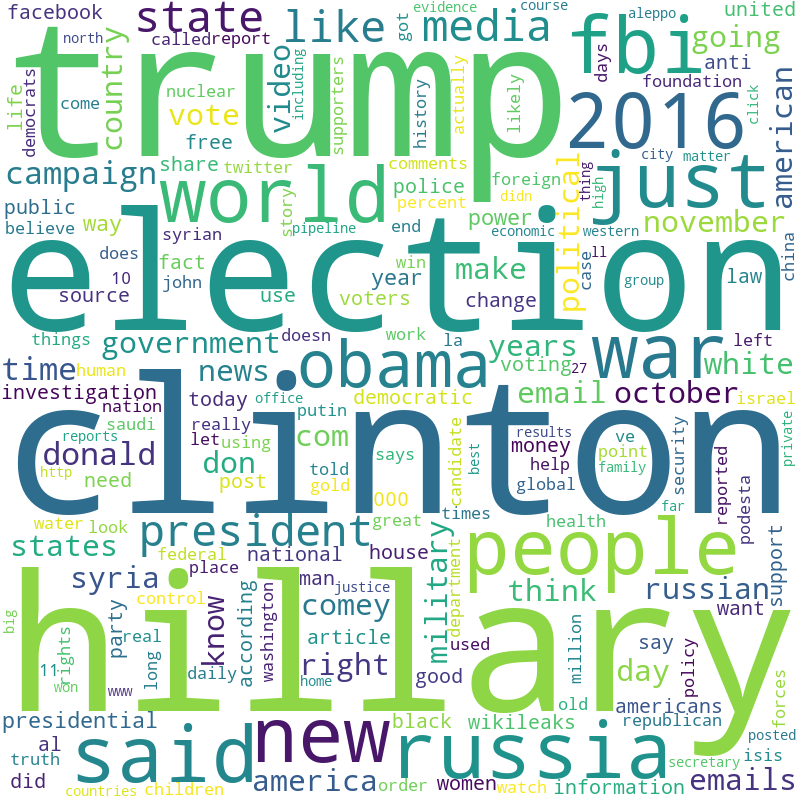 facebook
state
like
media
fbi
united
going
evidence
course
aleppo
got
north
called
report
trump
country
video
including
supporters
history
actually
likely
days
anti
foundation
american
click
life
democrats
come
nuclear
vote
free
2016
campaign
share
twitter
world
comments
percent
police
foreign
high
thing
city
matter
just
public
believe
way
syrian
story
pipeline
power
didn
economic
political
western
november
does
fact
end
election
10
source
john
use
year
win
voters
make
change
case
ll
group
law
china
things
government
doesn
work
la
years
voting
war
27
left
white
time
human
news
obama
democratic
email
october
israel
investigation
nation
today
office
putin
saudi
really
let
using
com
clinton
reports
donald
don
told
says
candidate
best
results
ve
money
point
help
family
security
private
http
need
post
gold
000
global
far
reported
podesta
water
look
president
great
times
health
states
federal
national
house
military
department
people
support
place
man
justice
syria
control
comey
think
russian
want
hillary
big
party
real
know
according
washington
article
used
million
say
policy
11
rights
won
www
long
daily
home
right
good
day
old
americans
forces
presidential
black
wikileaks
republican
posted
al
truth
did
said
new
russia
isis
secretary
countries
children
america
order
women
watch
information
emails